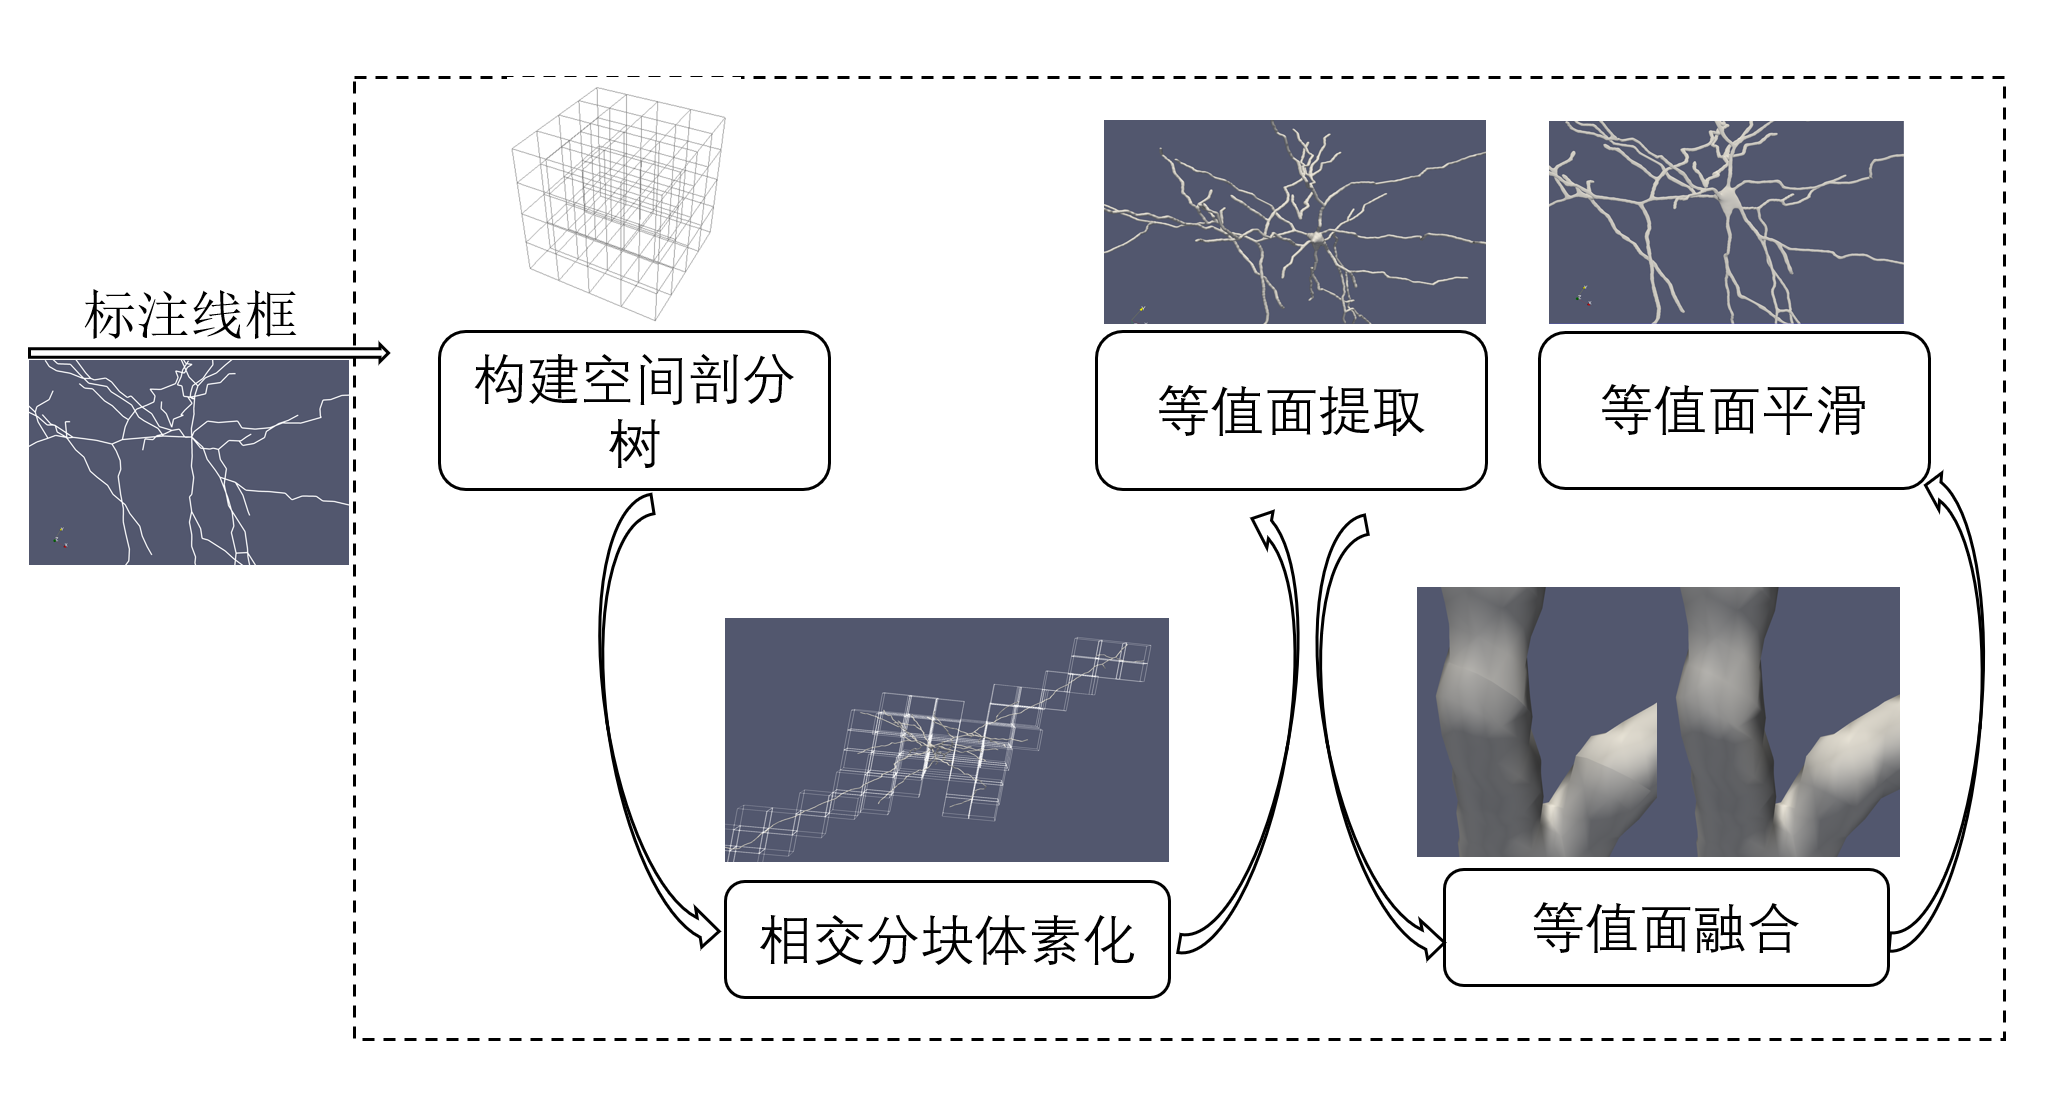 标注线框
构建空间剖分
树
相交分块体素化
等值面提取
等值面融合
等值面平滑